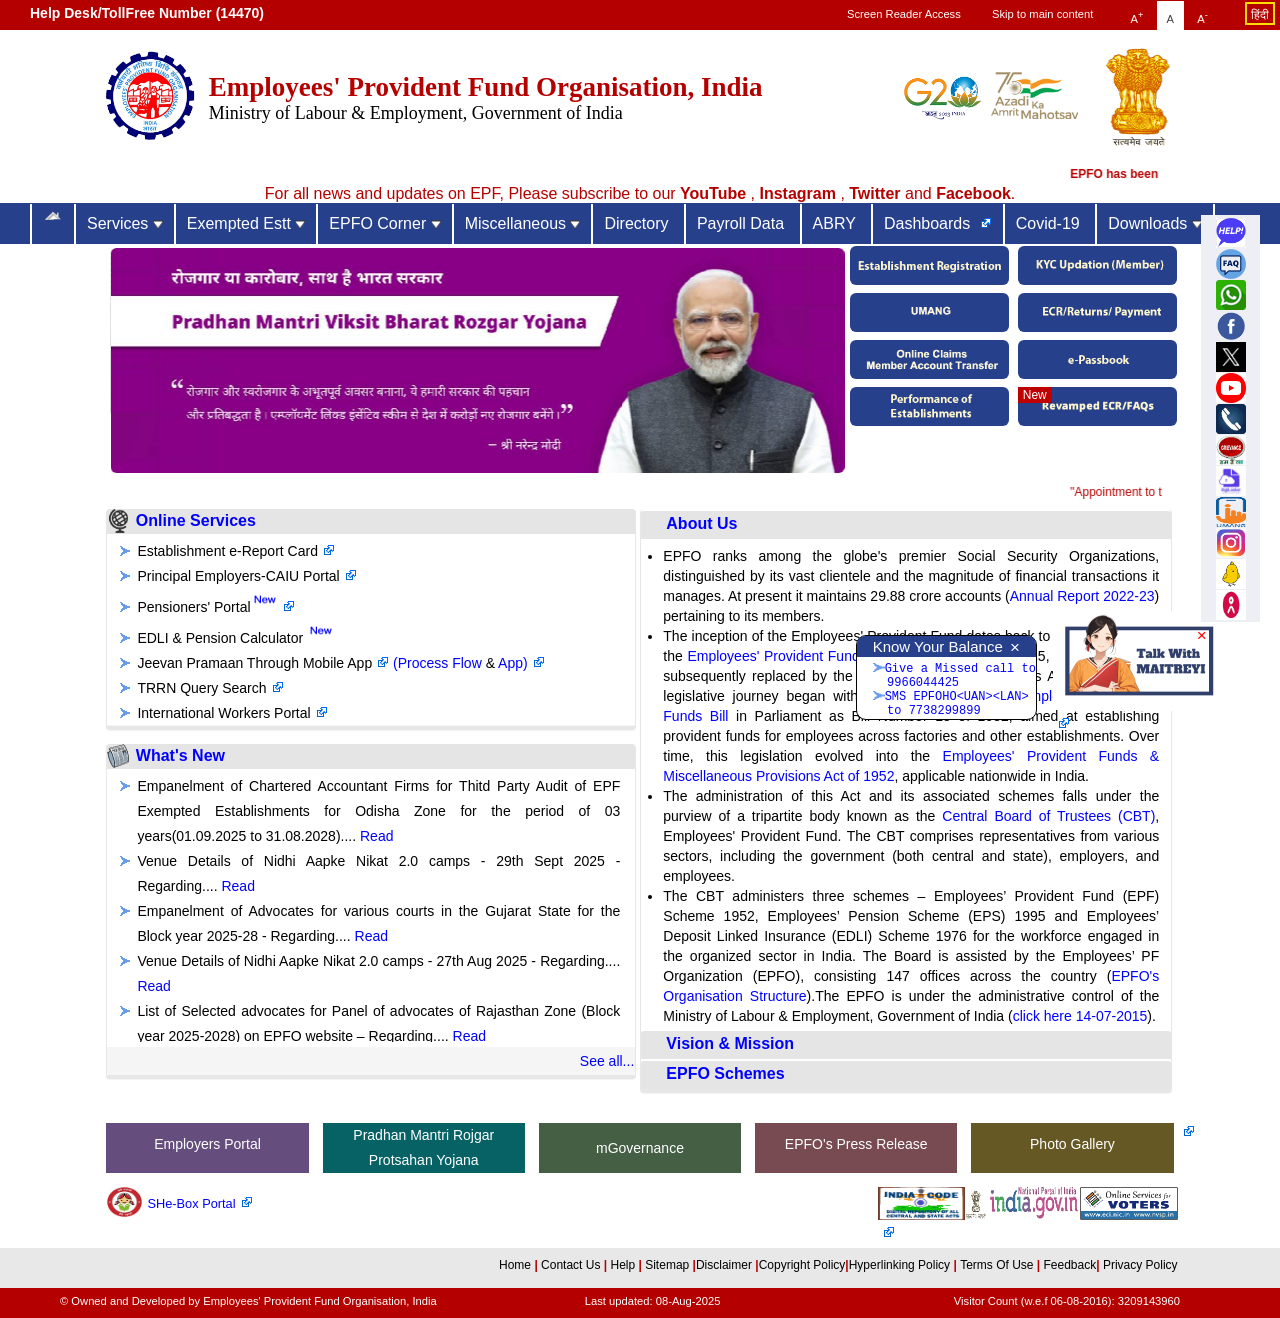 Help Desk/TollFree Number (14470)
Screen Reader Access Skip to main content A+ A A- हिंदी
Employees' Provident Fund Organisation, India
Ministry of Labour & Employment, Government of India
G20
75 Azadi Ka Amrit Mahotsav
सत्यमेव जयते
EPFO has been
For all news and updates on EPF, Please subscribe to our YouTube , Instagram , Twitter and Facebook.
Services Exempted Estt EPFO Corner Miscellaneous Directory Payroll Data ABRY Dashboards Covid-19 Downloads
रोजगार या कारोबार, साथ है भारत सरकार
Pradhan Mantri Viksit Bharat Rozgar Yojana
“रोजगार और स्वरोजगार के अभूतपूर्व अवसर बनाना, ये हमारी सरकार की पहचान
और प्रतिबद्धता है। एम्प्लॉयमेंट लिंक्ड इंसेंटिव स्कीम से देश में करोड़ों नए रोजगार बनेंगे।”
– श्री नरेन्द्र मोदी
Establishment Registration KYC Updation (Member)
UMANG ECR/Returns/ Payment
Online Claims
Member Account Transfer
e-Passbook
Performance of
Establishments
New
Revamped ECR/FAQs
HELP!
FAQ
GRIEVANCE
UMANG
"Appointment to t
Online Services
Establishment e-Report Card
Principal Employers-CAIU Portal
Pensioners' Portal New
EDLI & Pension Calculator New
Jeevan Pramaan Through Mobile App (Process Flow & App)
TRRN Query Search
International Workers Portal
What's New
Empanelment of Chartered Accountant Firms for Thitd Party Audit of EPF
Exempted Establishments for Odisha Zone for the period of 03
years(01.09.2025 to 31.08.2028).... Read
Venue Details of Nidhi Aapke Nikat 2.0 camps - 29th Sept 2025 -
Regarding.... Read
Empanelment of Advocates for various courts in the Gujarat State for the
Block year 2025-28 - Regarding.... Read
Venue Details of Nidhi Aapke Nikat 2.0 camps - 27th Aug 2025 - Regarding....
Read
List of Selected advocates for Panel of advocates of Rajasthan Zone (Block
year 2025-2028) on EPFO website – Regarding.... Read
See all...
About Us
EPFO ranks among the globe's premier Social Security Organizations,
distinguished by its vast clientele and the magnitude of financial transactions it
manages. At present it maintains 29.88 crore accounts (Annual Report 2022-23)
pertaining to its members.
The inception of the Employees' Provident Fund dates back to
the Employees' Provident Fund
subsequently replaced by the
legislative journey began with
Funds Bill in Parliament as aimed at establishing
provident funds for employees across factories and other establishments. Over
time, this legislation evolved into the Employees' Provident Funds &
Miscellaneous Provisions Act of 1952, applicable nationwide in India.
The administration of this Act and its associated schemes falls under the
purview of a tripartite body known as the Central Board of Trustees (CBT),
Employees' Provident Fund. The CBT comprises representatives from various
sectors, including the government (both central and state), employers, and
employees.
The CBT administers three schemes – Employees’ Provident Fund (EPF)
Scheme 1952, Employees’ Pension Scheme (EPS) 1995 and Employees’
Deposit Linked Insurance (EDLI) Scheme 1976 for the workforce engaged in
the organized sector in India. The Board is assisted by the Employees’ PF
Organization (EPFO), consisting 147 offices across the country (EPFO's
Organisation Structure).The EPFO is under the administrative control of the
Ministry of Labour & Employment, Government of India (click here 14-07-2015).
Vision & Mission
EPFO Schemes
Know Your Balance ×
Give a Missed call to
9966044425
SMS EPFOHO<UAN><LAN>
to 7738299899
Talk With
MAITREYI
×
Employers Portal
Pradhan Mantri Rojgar
Protsahan Yojana
mGovernance
EPFO's Press Release
Photo Gallery
SHe-Box Portal
INDIA CODE
DIGITAL REPOSITORY OF ALL
CENTRAL AND STATE ACTS
National Portal of India
india.gov.in
Online Services for
VOTERS
www.eci.nic.in www.nvsp.in
Home | Contact Us | Help | Sitemap |Disclaimer |Copyright Policy|Hyperlinking Policy | Terms Of Use | Feedback| Privacy Policy
© Owned and Developed by Employees' Provident Fund Organisation, India Last updated: 08-Aug-2025 Visitor Count (w.e.f 06-08-2016): 3209143960